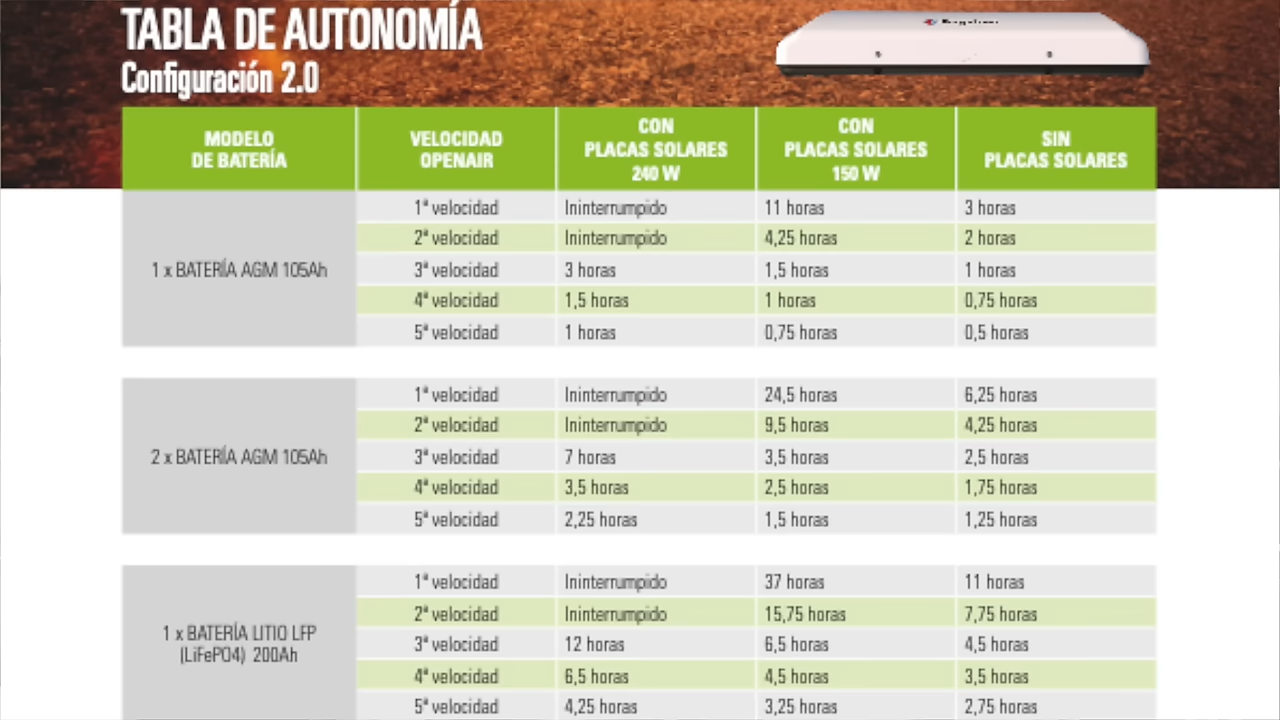 TABLA DE AUTONOMÍA
Configuración 2.0
MODELO
DE BATERÍA
VELOCIDAD
OPENAIR
CON
PLACAS SOLARES
240 W
CON
PLACAS SOLARES
150 W
SIN
PLACAS SOLARES
1 x BATERÍA AGM 105Ah
1ª velocidad Ininterrumpido 11 horas 3 horas
2ª velocidad Ininterrumpido 4,25 horas 2 horas
3ª velocidad 3 horas 1,5 horas 1 horas
4ª velocidad 1,5 horas 1 horas 0,75 horas
5ª velocidad 1 horas 0,75 horas 0,5 horas
2 x BATERÍA AGM 105Ah
1ª velocidad Ininterrumpido 24,5 horas 6,25 horas
2ª velocidad Ininterrumpido 9,5 horas 4,25 horas
3ª velocidad 7 horas 3,5 horas 2,5 horas
4ª velocidad 3,5 horas 2,5 horas 1,75 horas
5ª velocidad 2,25 horas 1,5 horas 1,25 horas
1 x BATERÍA LITIO LFP
(LiFePO4) 200Ah
1ª velocidad Ininterrumpido 37 horas 11 horas
2ª velocidad Ininterrumpido 15,75 horas 7,75 horas
3ª velocidad 12 horas 6,5 horas 4,5 horas
4ª velocidad 6,5 horas 4,5 horas 3,5 horas
5ª velocidad 4,25 horas 3,25 horas 2,75 horas